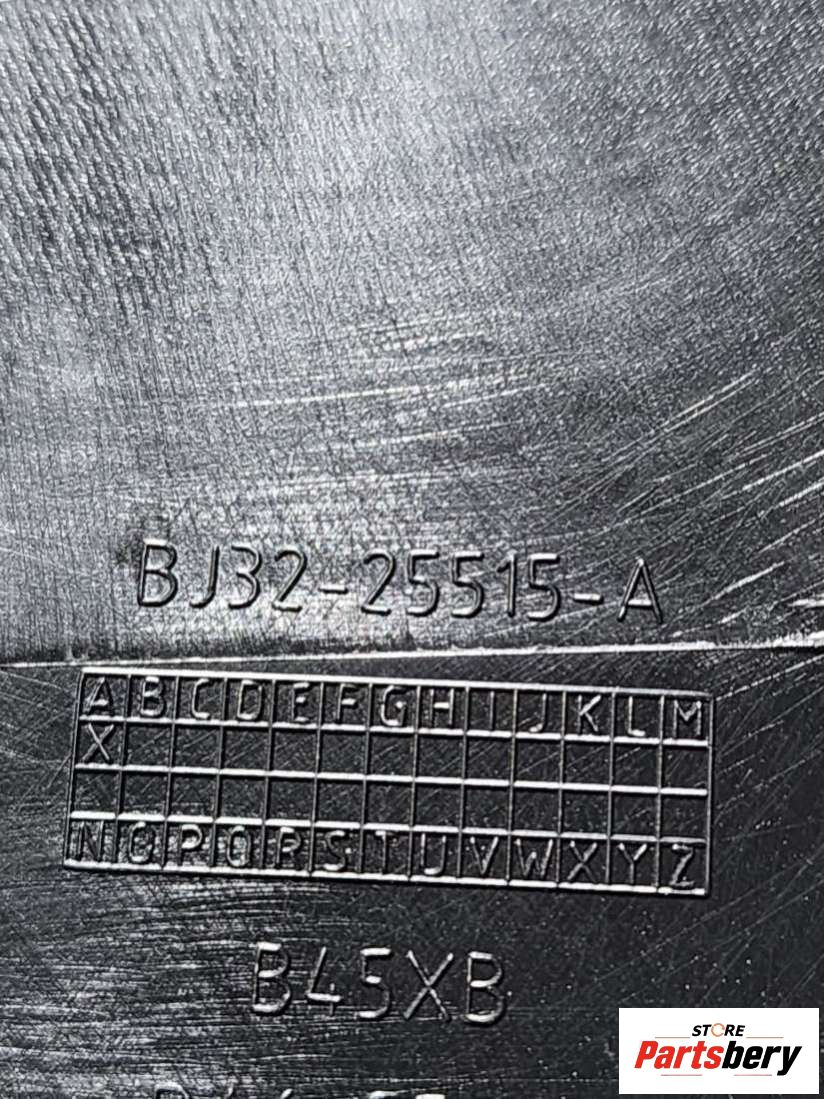 BJ32-25515-A
A B C D E F G H I J K L M
X
N O P Q R S T U V W X Y Z
B45XB
STORE
Partsbery